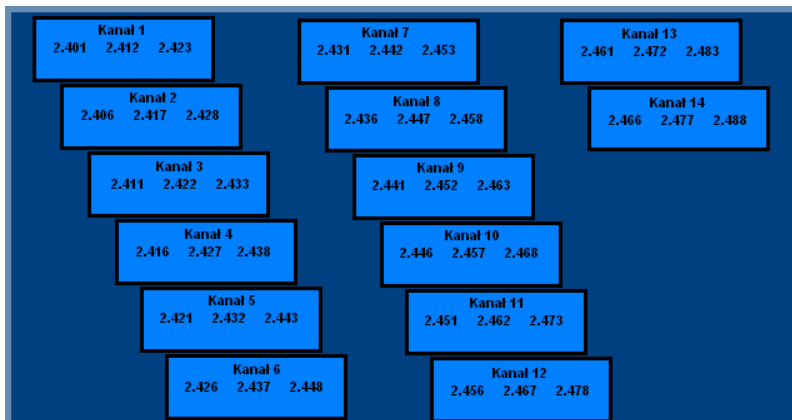 Kanał 1
2.401 2.412 2.423
Kanał 2
2.406 2.417 2.428
Kanał 3
2.411 2.422 2.433
Kanał 4
2.416 2.427 2.438
Kanał 5
2.421 2.432 2.443
Kanał 6
2.426 2.437 2.448
Kanał 7
2.431 2.442 2.453
Kanał 8
2.436 2.447 2.458
Kanał 9
2.441 2.452 2.463
Kanał 10
2.446 2.457 2.468
Kanał 11
2.451 2.462 2.473
Kanał 12
2.456 2.467 2.478
Kanał 13
2.461 2.472 2.483
Kanał 14
2.466 2.477 2.488